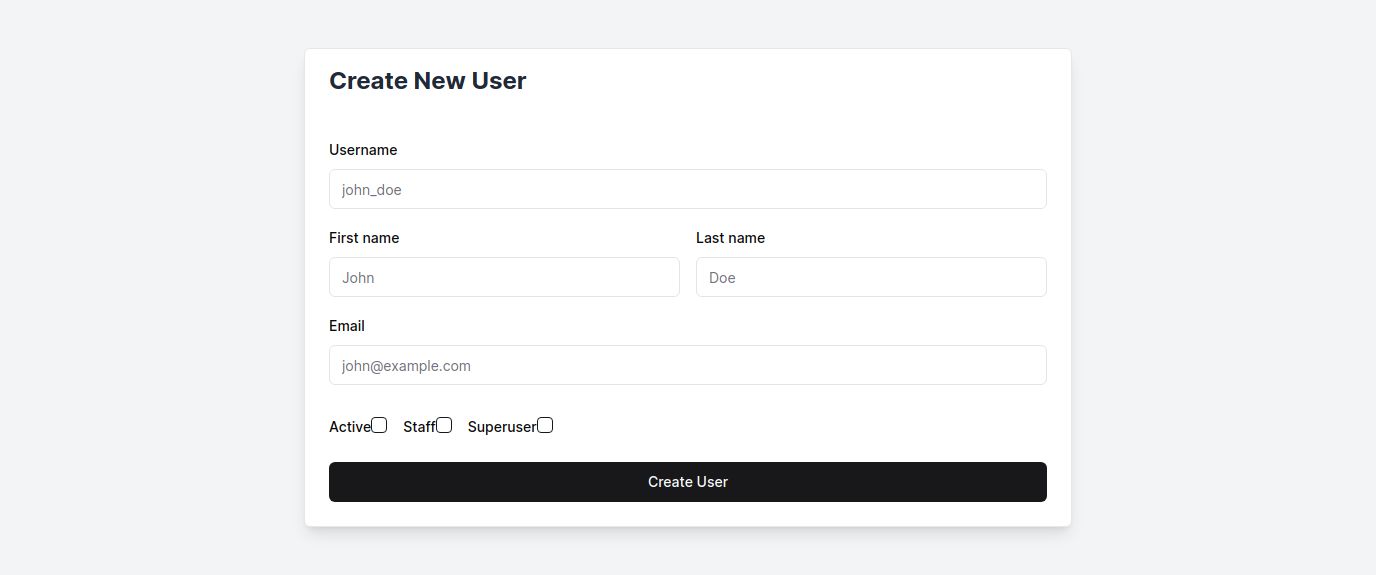 Create New User
Username
john_doe
First name Last name
John Doe
Email
john@example.com
Active Staff Superuser
Create User